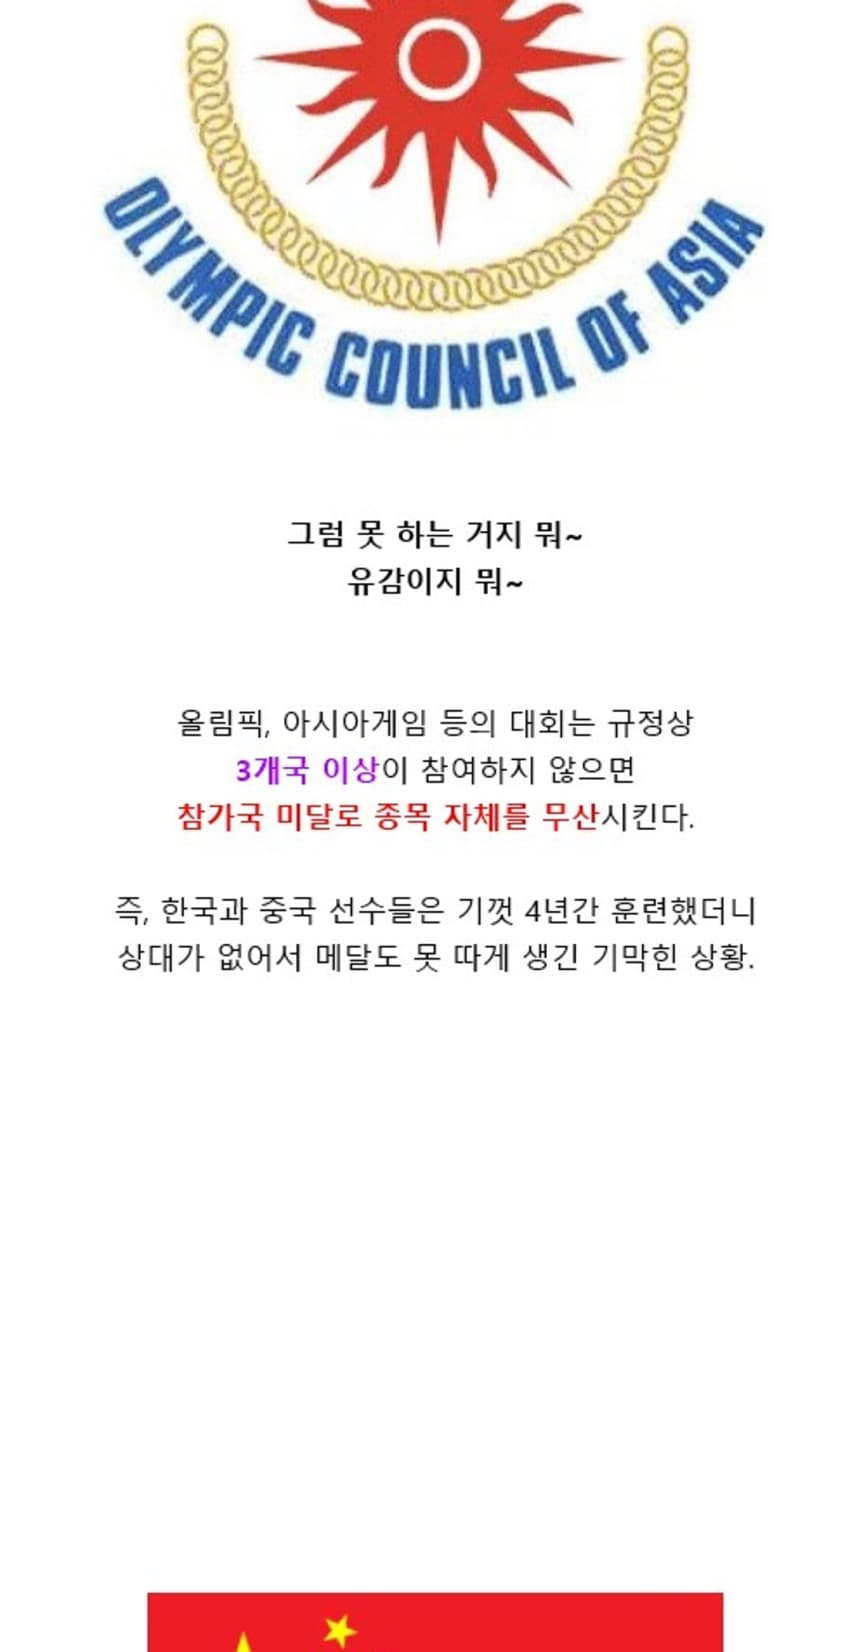 OLYMPIC COUNCIL OF ASIA
그럼 못 하는 거지 뭐~
유감이지 뭐~
올림픽, 아시아게임 등의 대회는 규정상
3개국 이상이 참여하지 않으면
참가국 미달로 종목 자체를 무산시킨다.
즉, 한국과 중국 선수들은 기껏 4년간 훈련했더니
상대가 없어서 메달도 못 따게 생긴 기막힌 상황.